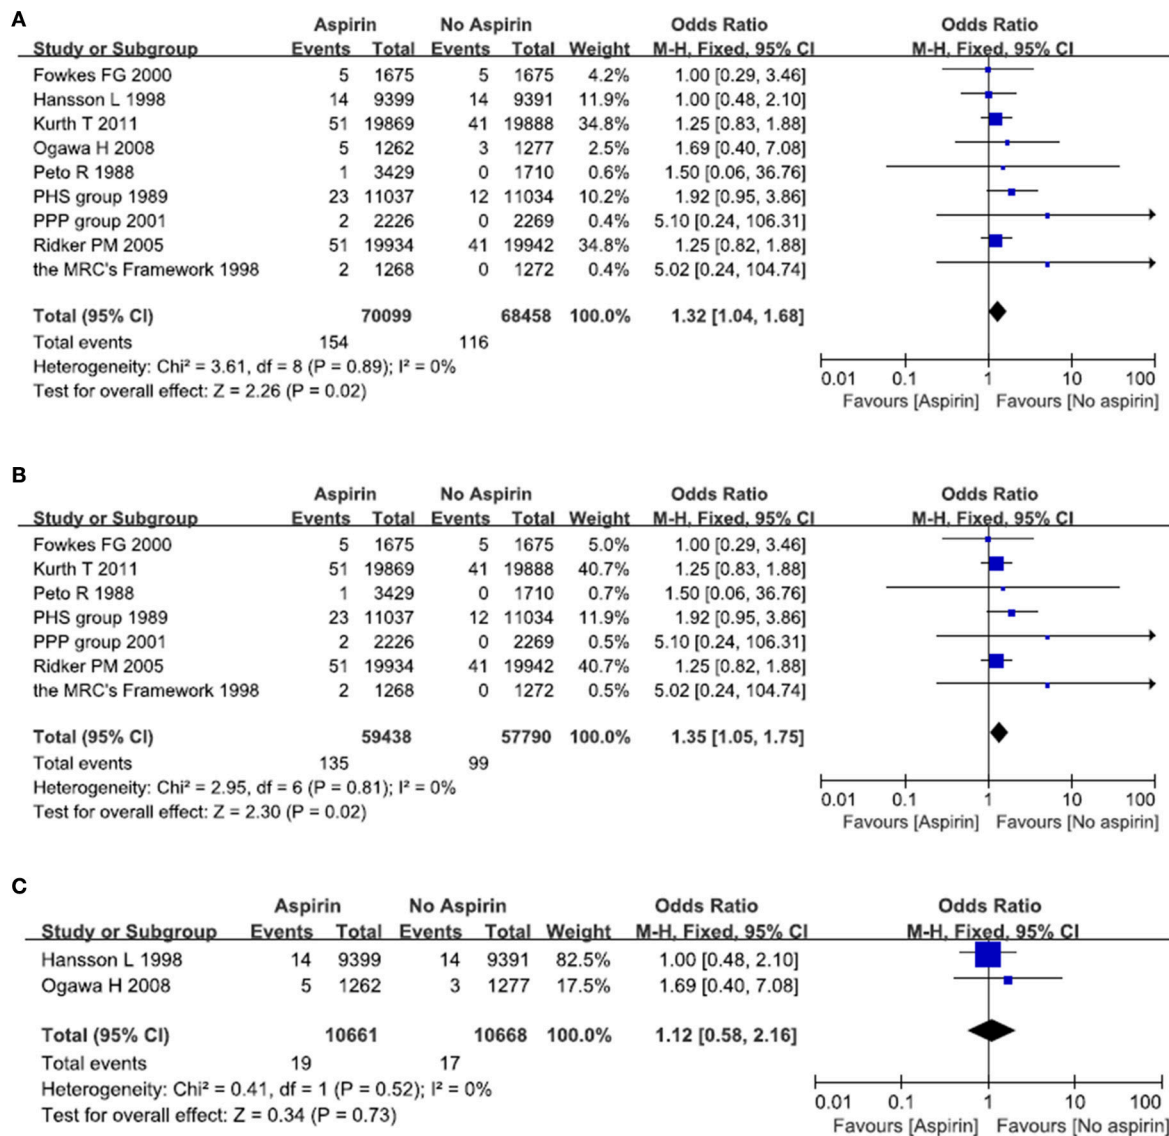 A
Aspirin No Aspirin Odds Ratio Odds Ratio
Study or Subgroup Events Total Events Total Weight M-H, Fixed, 95% CI M-H, Fixed, 95% CI
Fowkes FG 2000 5 1675 5 1675 4.2% 1.00 [0.29, 3.46]
Hansson L 1998 14 9399 14 9391 11.9% 1.00 [0.48, 2.10]
Kurth T 2011 51 19869 41 19888 34.8% 1.25 [0.83, 1.88]
Ogawa H 2008 5 1262 3 1277 2.5% 1.69 [0.40, 7.08]
Peto R 1988 1 3429 0 1710 0.6% 1.50 [0.06, 36.76]
PHS group 1989 23 11037 12 11034 10.2% 1.92 [0.95, 3.86]
PPP group 2001 2 2226 0 2269 0.4% 5.10 [0.24, 106.31]
Ridker PM 2005 51 19934 41 19942 34.8% 1.25 [0.82, 1.88]
the MRC's Framework 1998 2 1268 0 1272 0.4% 5.02 [0.24, 104.74]
Total (95% CI) 70099 68458 100.0% 1.32 [1.04, 1.68]
Total events 154 116
Heterogeneity: Chi² = 3.61, df = 8 (P = 0.89); I² = 0%
Test for overall effect: Z = 2.26 (P = 0.02)
0.01 0.1 1 10 100
Favours [Aspirin] Favours [No aspirin]
B
Aspirin No Aspirin Odds Ratio Odds Ratio
Study or Subgroup Events Total Events Total Weight M-H, Fixed, 95% CI M-H, Fixed, 95% CI
Fowkes FG 2000 5 1675 5 1675 5.0% 1.00 [0.29, 3.46]
Kurth T 2011 51 19869 41 19888 40.7% 1.25 [0.83, 1.88]
Peto R 1988 1 3429 0 1710 0.7% 1.50 [0.06, 36.76]
PHS group 1989 23 11037 12 11034 11.9% 1.92 [0.95, 3.86]
PPP group 2001 2 2226 0 2269 0.5% 5.10 [0.24, 106.31]
Ridker PM 2005 51 19934 41 19942 40.7% 1.25 [0.82, 1.88]
the MRC's Framework 1998 2 1268 0 1272 0.5% 5.02 [0.24, 104.74]
Total (95% CI) 59438 57790 100.0% 1.35 [1.05, 1.75]
Total events 135 99
Heterogeneity: Chi² = 2.95, df = 6 (P = 0.81); I² = 0%
Test for overall effect: Z = 2.30 (P = 0.02)
0.01 0.1 1 10 100
Favours [Aspirin] Favours [No aspirin]
C
Aspirin No Aspirin Odds Ratio Odds Ratio
Study or Subgroup Events Total Events Total Weight M-H, Fixed, 95% CI M-H, Fixed, 95% CI
Hansson L 1998 14 9399 14 9391 82.5% 1.00 [0.48, 2.10]
Ogawa H 2008 5 1262 3 1277 17.5% 1.69 [0.40, 7.08]
Total (95% CI) 10661 10668 100.0% 1.12 [0.58, 2.16]
Total events 19 17
Heterogeneity: Chi² = 0.41, df = 1 (P = 0.52); I² = 0%
Test for overall effect: Z = 0.34 (P = 0.73)
0.01 0.1 1 10 100
Favours [Aspirin] Favours [No aspirin]